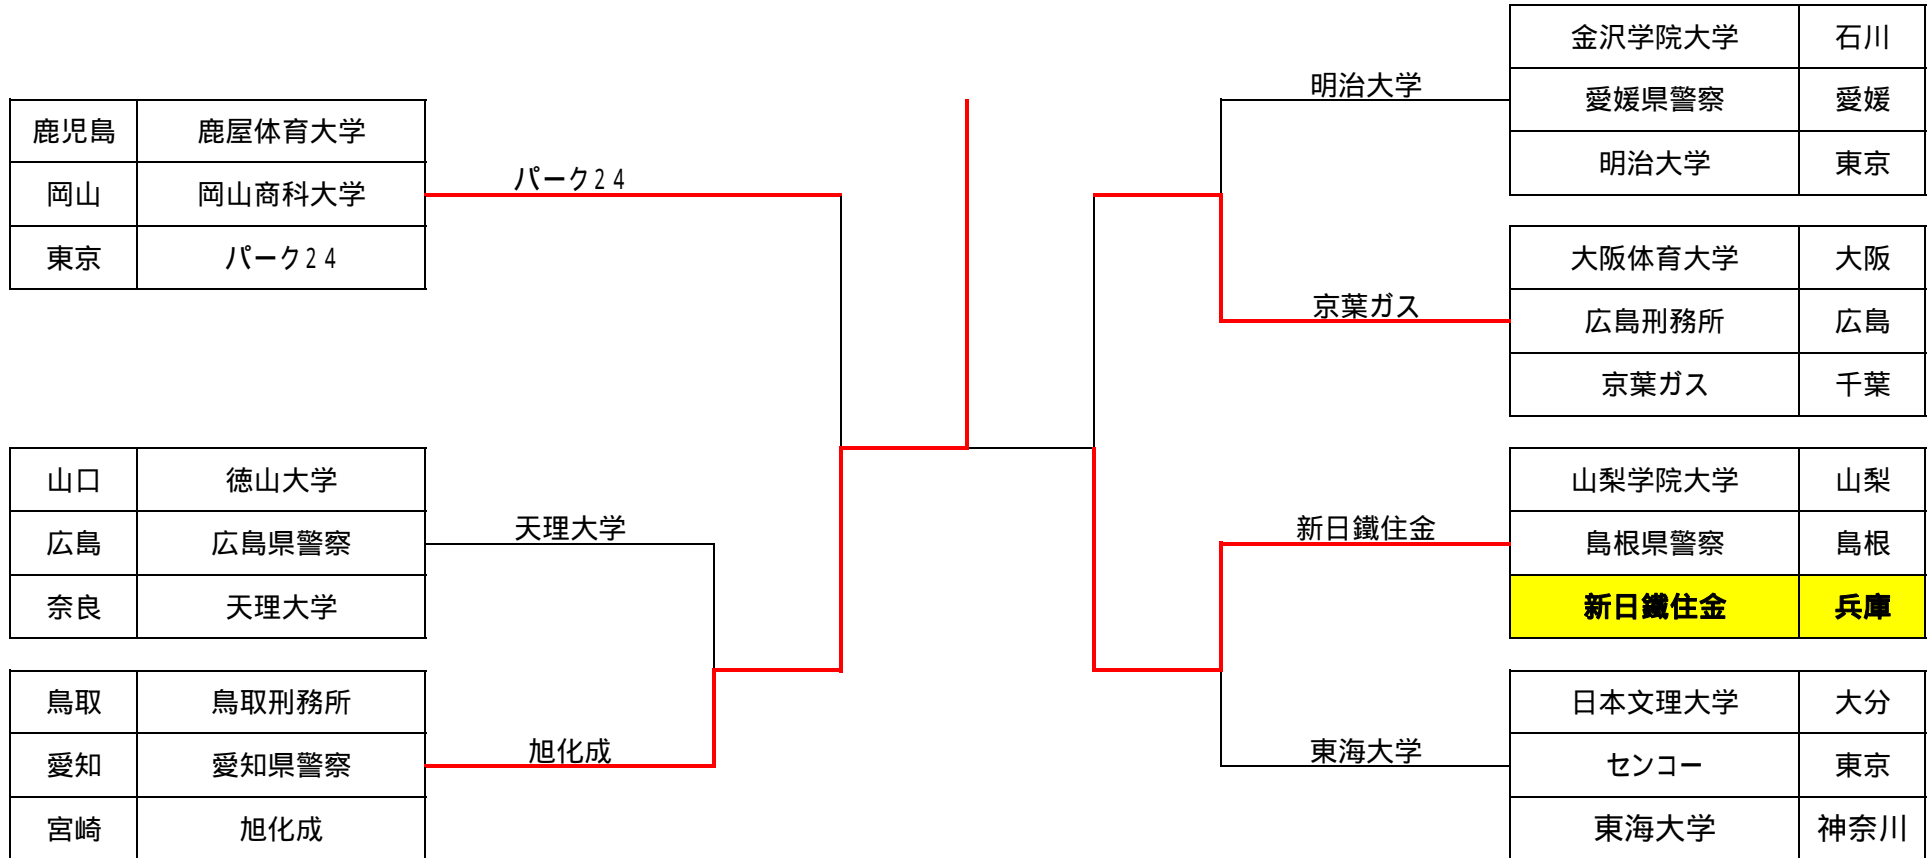 鹿児島 鹿屋体育大学
岡山 岡山商科大学
東京 パーク24
パーク24
山口 徳山大学
広島 広島県警察
奈良 天理大学
天理大学
鳥取 鳥取刑務所
愛知 愛知県警察
宮崎 旭化成
旭化成
明治大学
金沢学院大学 石川
愛媛県警察 愛媛
明治大学 東京
京葉ガス
大阪体育大学 大阪
広島刑務所 広島
京葉ガス 千葉
新日鐵住金
山梨学院大学 山梨
島根県警察 島根
新日鐵住金 兵庫
東海大学
日本文理大学 大分
センコー 東京
東海大学 神奈川